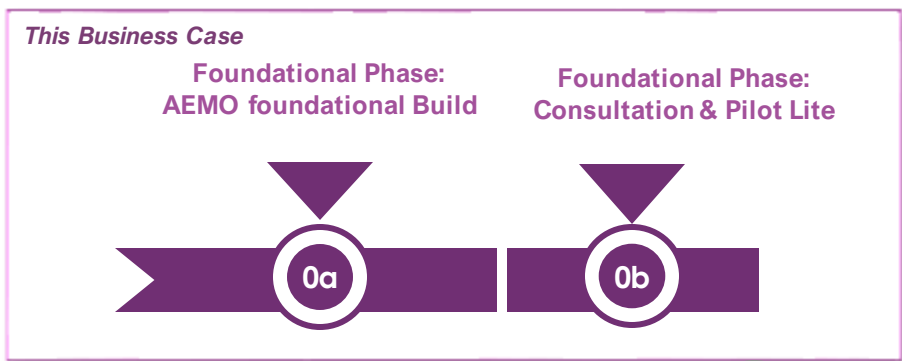 This Business Case
Foundational Phase:
AEMO foundational Build
Foundational Phase:
Consultation & Pilot Lite
0a
0b